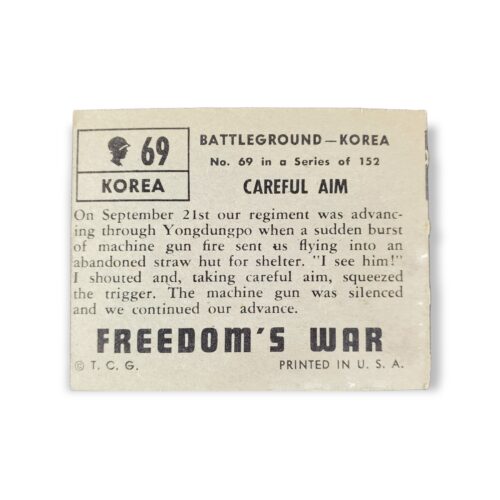 69
KOREA
BATTLEGROUND—KOREA
No. 69 in a Series of 152
CAREFUL AIM
On September 21st our regiment was advanc-
ing through Yongdungpo when a sudden burst
of machine gun fire sent us flying into an
abandoned straw hut for shelter. "I see him!"
I shouted and, taking careful aim, squeezed
the trigger. The machine gun was silenced
and we continued our advance.
FREEDOM'S WAR
© T. C. G.
PRINTED IN U. S. A.